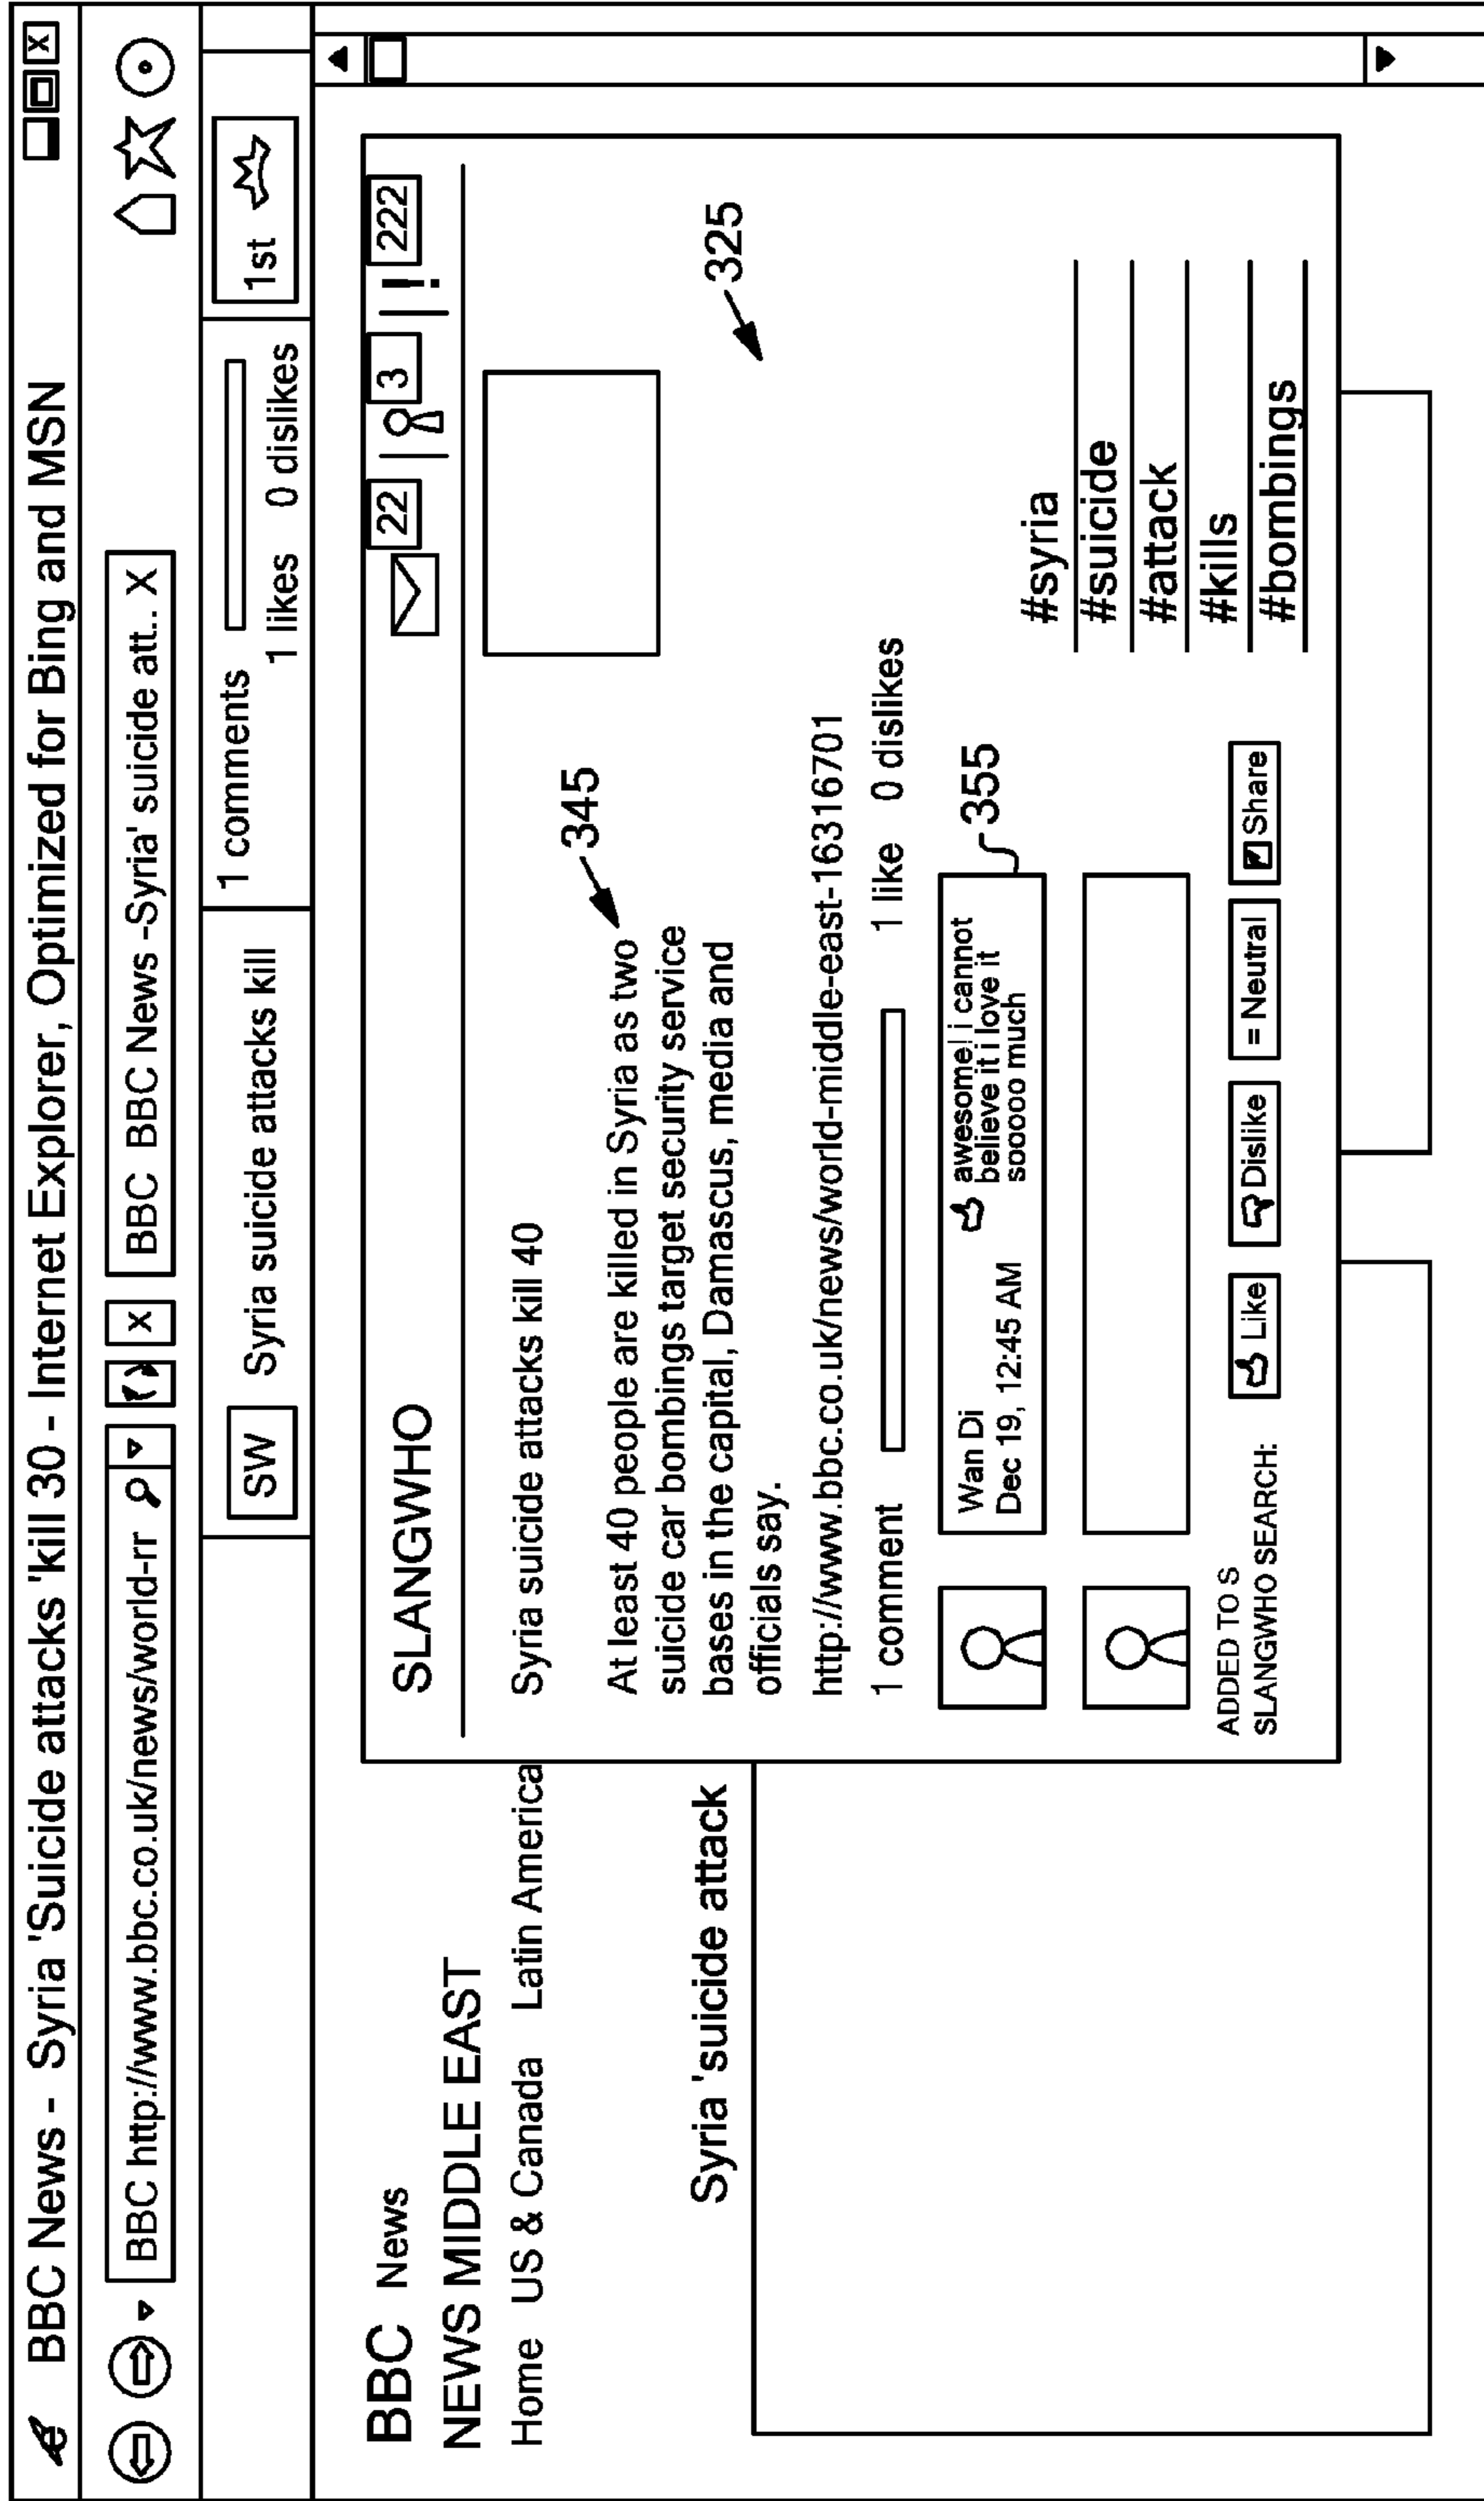 BBC News - Syria 'Suicide attacks 'kill 30 - Internet Explorer, Optimized for Bing and MSN
x
BBC http://www.bbc.co.uk/news/world-rr
x
BBC BBC News -Syria' suicide att.. X
SW
Syria suicide attacks kill
1 comments
1 likes 0 dislikes
1st
BBC News
NEWS MIDDLE EAST
Home US & Canada Latin America
Syria 'suicide attack
SLANGWHO
22
3
! 222
Syria suicide attacks kill 40
345
At least 40 people are killed in Syria as two
suicide car bombings target security service
bases in the capital, Damascus, media and
officials say.
325
http://www.bbc.co.uk/news/world-middle-east-16316701
1 comment
1 like 0 dislikes
Wan Di
Dec 19, 12:45 AM
awesome! i cannot
believe it i love it
sooooo much
355
#syria
#suicide
#attack
#kills
#bombings
ADDED TO S
SLANGWHO SEARCH:
Like
Dislike
= Neutral
Share